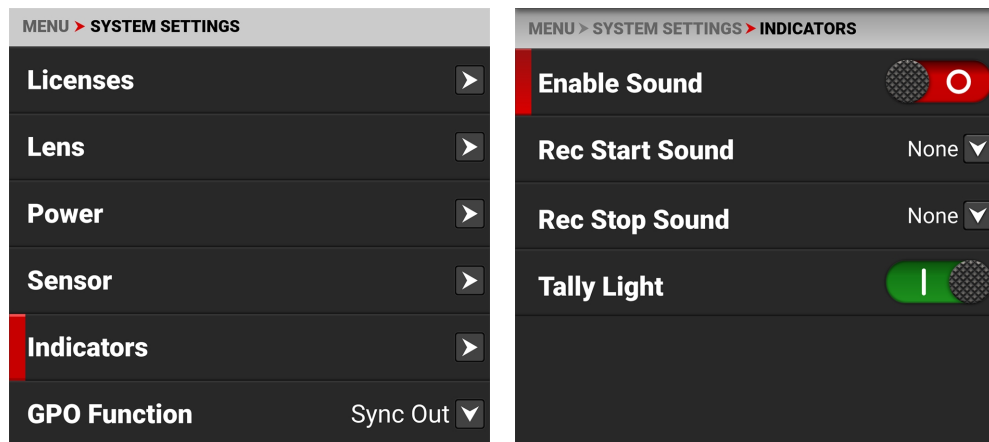 MENU > SYSTEM SETTINGS
Licenses
Lens
Power
Sensor
Indicators
GPO Function Sync Out
MENU > SYSTEM SETTINGS > INDICATORS
Enable Sound
Rec Start Sound None
Rec Stop Sound None
Tally Light